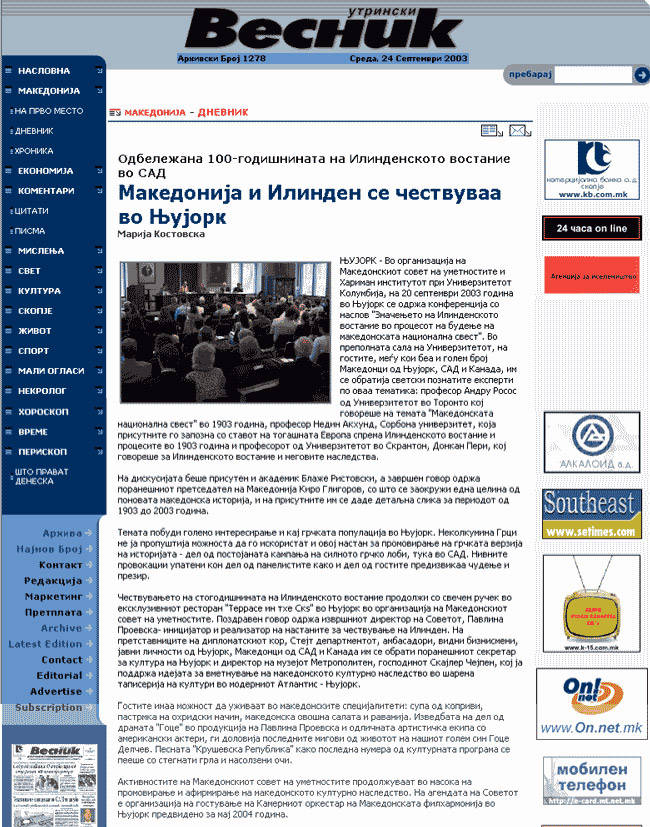 утрински
Весник
Архивски Број 1278
Среда, 24 Септември 2003
пребарај
НАСЛОВНА
МАКЕДОНИЈА
НА ПРВО МЕСТО
ДНЕВНИК
ХРОНИКА
ЕКОНОМИЈА
КОМЕНТАРИ
ЦИТАТИ
ПИСМА
МИСЛЕЊА
СВЕТ
КУЛТУРА
СКОПЈЕ
ЖИВОТ
СПОРТ
МАЛИ ОГЛАСИ
НЕКРОЛОГ
ХОРОСКОП
ВРЕМЕ
ПЕРИСКОП
ШТО ПРАВАТ
ДЕНЕСКА
Архива
Најнов Број
Контакт
Редакција
Маркетинг
Претплата
Archive
Latest Edition
Contact
Editorial
Advertise
Subscription
Весник
МАКЕДОНИЈА - ДНЕВНИК
Одбележана 100-годишнината на Илинденското востание
во САД
Македонија и Илинден се чествуваа
во Њујорк
Марија Костовска
ЊУЈОРК - Во организација на
Македонскиот совет на уметностите и
Хариман институтот при Универзитетот
Колумбија, на 20 септември 2003 година
во Њујорк се одржа конференција со
наслов "Значењето на Илинденското
востание во процесот на будење на
македонската национална свест". Во
преполната сала на Универзитетот, на
гостите, меѓу кои беа и голем број
Македонци од Њујорк, САД и Канада, им
се обратија светски познатите експерти
по оваа тематика: професор Андру Росос
од Универзитетот во Торонто кој
говореше на темата "Македонската
национална свест" во 1903 година, професор Недин Акхунд, Сорбона универзитет, која
присутните го запозна со ставот на тогашната Европа спрема Илинденското востание и
процесите во 1903 година и професорот од Универзитетот во Скрантон, Донкан Пери, кој
говореше за Илинденското востание и неговите наследства.
На дискусијата беше присутен и академик Блаже Ристовски, а завршен говор одржа
поранешниот претседател на Македонија Киро Глигоров, со што се заокружи една целина од
поновата македонска историја, и на присутните им се даде детална слика за периодот од
1903 до 2003 година.
Темата побуди големо интересирање и кај грчката популација во Њујорк. Неколкумина Грци
не ја пропуштија можноста да го искористат и овој настан за промовирање на грчката верзија
на историјата - дел од постојаната кампања на силното грчко лоби, тука во САД. Нивните
провокации упатени кон дел од панелистите како и дел од гостите предизвикаа чудење и
презир.
Чествувањето на стогодишнината на Илинденското востание продолжи со свечен ручек во
ексклузивниот ресторан "Террасе ин тхе Скѕ" во Њујорк во организација на Македонскиот
совет на уметностите. Поздравен говор одржа извршниот директор на Советот, Павлина
Проевска- иницијатор и реализатор на настаните за чествување на Илинден. На
претставниците на дипломатскиот кор, Стејт департментот, амбасадори, видни бизнисмени,
јавни личности од Њујорк, Македонци од САД и Канада им се обрати поранешниот секретар
за култура на Њујорк и директор на музејот Метрополитен, господинот Скајлер Чејпен, кој ја
поддржа идејата за вметнување на македонското културно наследство во шарена
таписерија на култури во модерниот Атлантис - Њујорк.
Гостите имаа можност да уживаат во македонските специјалитети: супа од коприви,
пастрмка на охридски начин, македонска овошна салата и раванија. Изведбата на дел од
драмата "Гоце" во продукција на Павлина Проевска и одличната артистичка екипа со
американски актери, ги доловија последните мигови од животот на нашиот голем син Гоце
Делчев. Песната "Крушевска Република" како последна нумера од културната програна се
пееше со стегнати грла и насолзени очи.
Активностите на Македонскиот совет на уметностите продолжуваат во насока на
промовирање и афирмирање на македонското културно наследство. На агендата на Советот
е организација на гостување на Камерниот оркестар на Македонската филхармонија во
Њујорк предвидено за мај 2004 година.
комерцијална банка а.д.
скопје
www.kb.com.mk
24 часа on line
Агенција за иселеништво
АЛКАЛОИД а.д.
Southeast
www.setimes.com
www.k-15.com.mk
On!
net
www.On.net.mk
мобилен
телефон
http://e-card.mt.net.mk